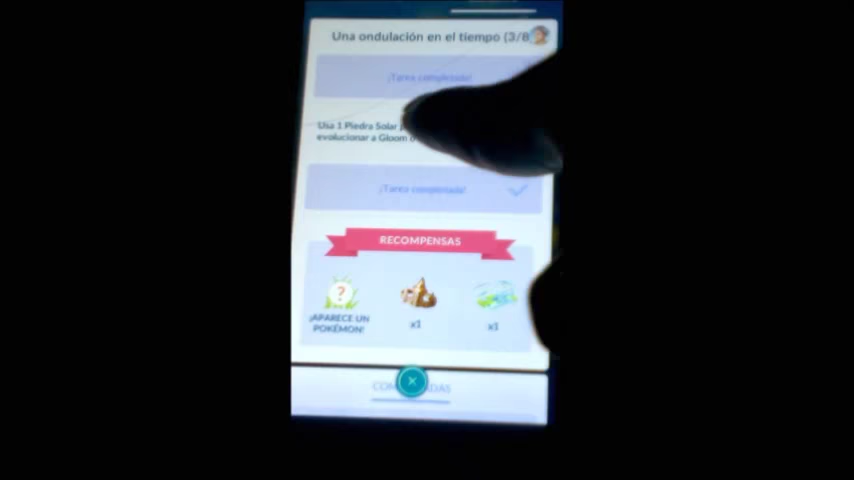 Una ondulación en el tiempo (3/8
¡Tarea completada!
Usa 1 Piedra Solar
evolucionar a Gloom o
¡Tarea completada!
RECOMPENSAS
?
¡APARECE UN
POKÉMON!
x1
x1